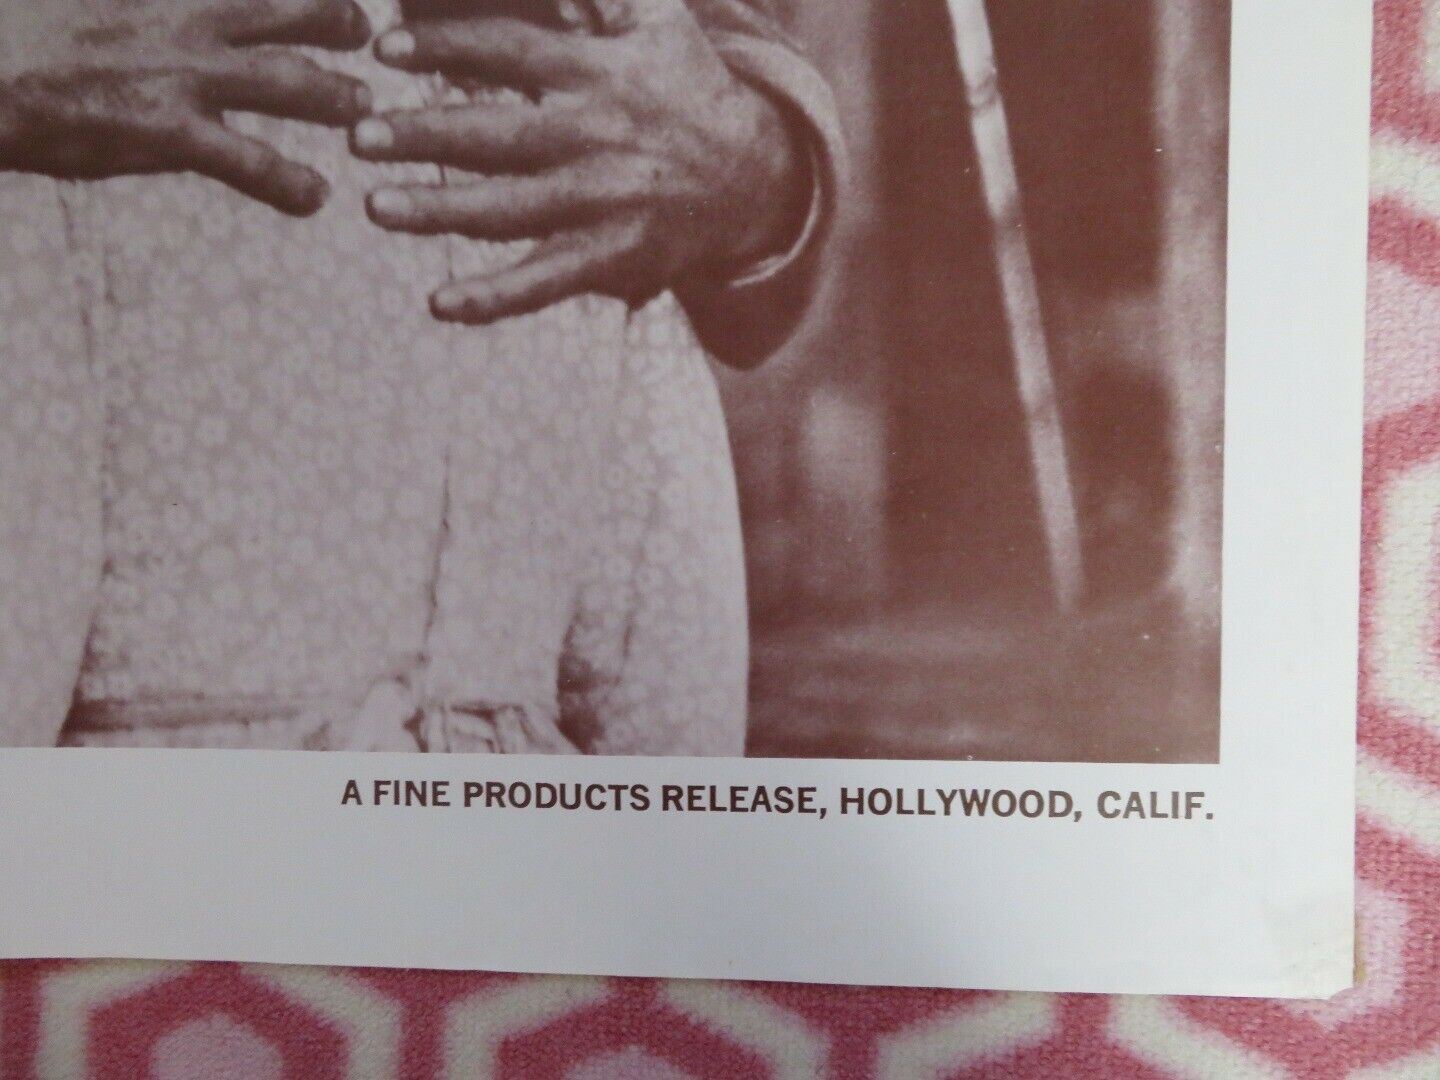 A FINE PRODUCTS RELEASE, HOLLYWOOD, CALIF.